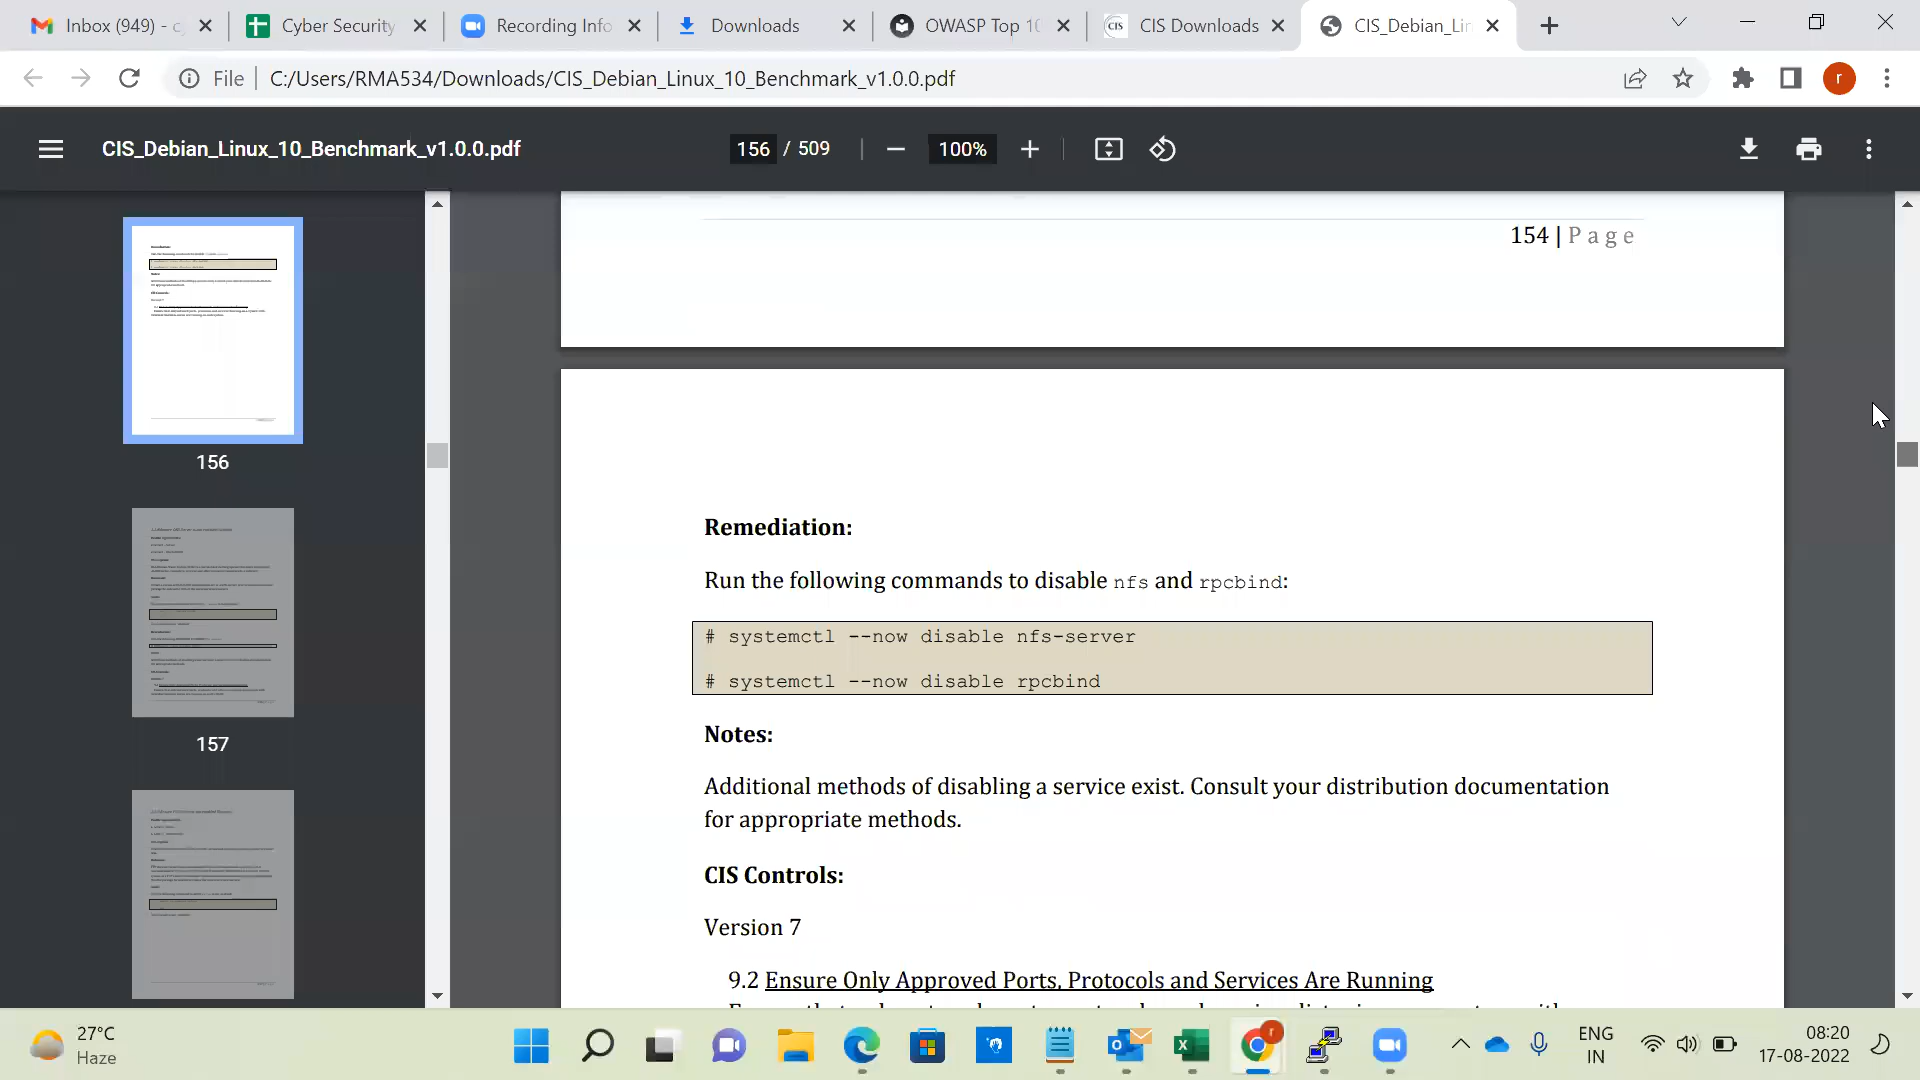 Inbox (949) - c
Cyber Security
Recording Info
Downloads
OWASP Top 10
CIS Downloads
CIS_Debian_Lin
File
C:/Users/RMA534/Downloads/CIS_Debian_Linux_10_Benchmark_v1.0.0.pdf
r
CIS_Debian_Linux_10_Benchmark_v1.0.0.pdf
156 / 509
100%
154 | Page
Remediation:
Run the following commands to disable nfs and rpcbind:
# systemctl --now disable nfs-server
# systemctl --now disable rpcbind
Notes:
Additional methods of disabling a service exist. Consult your distribution documentation
for appropriate methods.
CIS Controls:
Version 7
9.2 Ensure Only Approved Ports, Protocols and Services Are Running
156
157
27°C
Haze
ENG
IN
08:20
17-08-2022